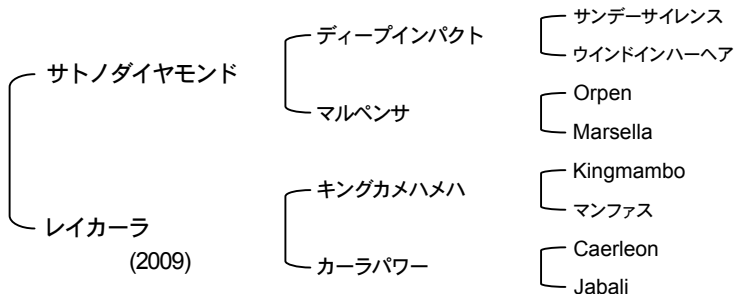 サトノダイヤモンド
ディープインパクト
サンデーサイレンス
ウインドインハーヘア
マルペンサ
Orpen
Marsella
レイカーラ
(2009)
キングカメハメハ
Kingmambo
マンファス
カーラパワー
Caerleon
Jabali